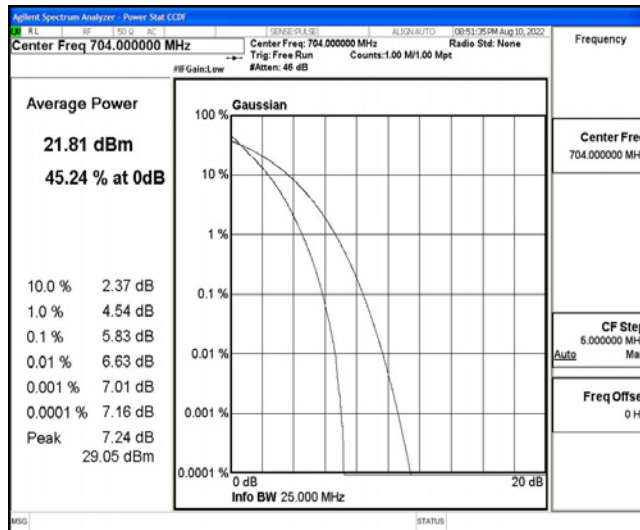 Agilent Spectrum Analyzer - Power Stat CCDF
RL RF 50 Ω AC SENSE:PULSE ALIGN AUTO 08:51:35 PM Aug 10, 2022
Center Freq 704.000000 MHz
Center Freq: 704.000000 MHz Radio Std: None
Trig: Free Run Counts:1.00 M/1.00 Mpt
#IFGain:Low #Atten: 46 dB
Frequency
Average Power
21.81 dBm
45.24 % at 0dB
10.0 % 2.37 dB
1.0 % 4.54 dB
0.1 % 5.83 dB
0.01 % 6.63 dB
0.001 % 7.01 dB
0.0001 % 7.16 dB
Peak 7.24 dB
29.05 dBm
Gaussian
100 %
10 %
1 %
0.1 %
0.01 %
0.001 %
0.0001 %
0 dB 20 dB
Info BW 25.000 MHz
Center Fre
704.000000 MH
CF Step
5.000000 MH
Auto Ma
Freq Offse
0 H
MSG STATUS